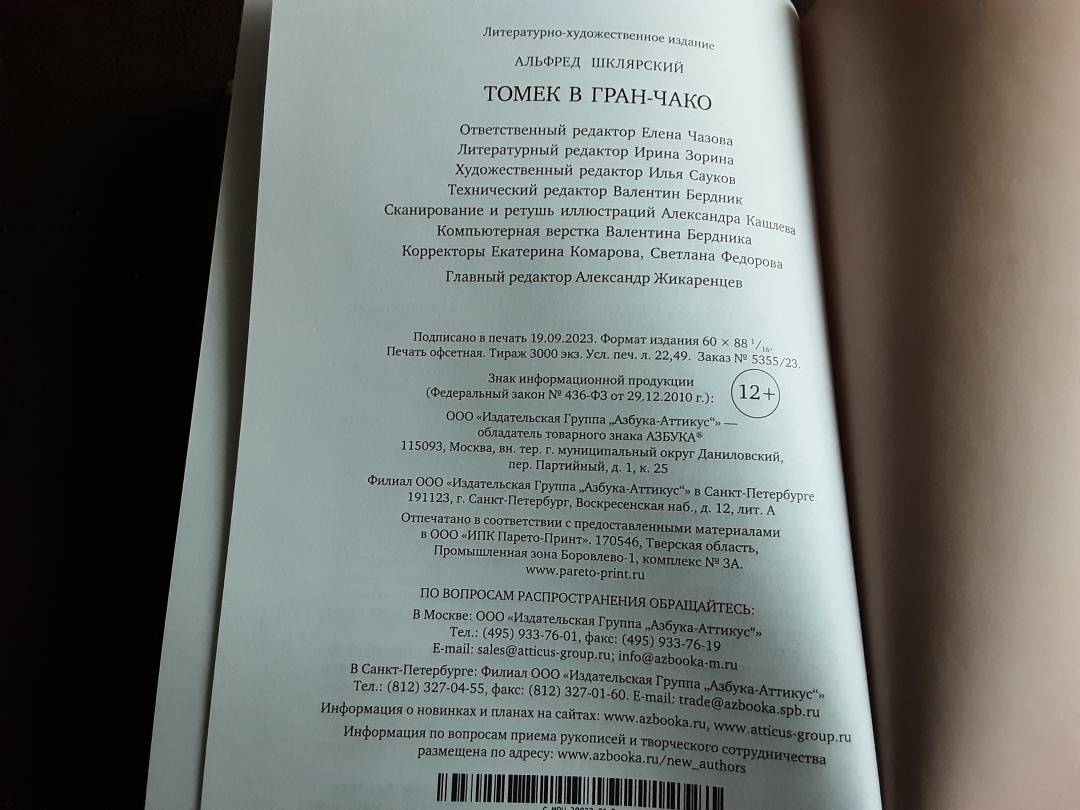 Литературно-художественное издание
АЛЬФРЕД ШКЛЯРСКИЙ
ТОМЕК В ГРАН-ЧАКО
Ответственный редактор Елена Чазова
Литературный редактор Ирина Зорина
Художественный редактор Илья Сауков
Технический редактор Валентин Бердник
Сканирование и ретушь иллюстраций Александра Кашлева
Компьютерная верстка Валентина Бердника
Корректоры Екатерина Комарова, Светлана Федорова
Главный редактор Александр Жикаренцев
Подписано в печать 19.09.2023. Формат издания 60 × 88 1/16.
Печать офсетная. Тираж 3000 экз. Усл. печ. л. 22,49. Заказ № 5355/23.
Знак информационной продукции
(Федеральный закон № 436-ФЗ от 29.12.2010 г.): 12+
ООО «Издательская Группа „Азбука-Аттикус“» —
обладатель товарного знака АЗБУКА®
115093, Москва, вн. тер. г. муниципальный округ Даниловский,
пер. Партийный, д. 1, к. 25
Филиал ООО «Издательская Группа „Азбука-Аттикус“» в Санкт-Петербурге
191123, г. Санкт-Петербург, Воскресенская наб., д. 12, лит. А
Отпечатано в соответствии с предоставленными материалами
в ООО «ИПК Парето-Принт». 170546, Тверская область,
Промышленная зона Боровлево-1, комплекс № 3А.
www.pareto-print.ru
ПО ВОПРОСАМ РАСПРОСТРАНЕНИЯ ОБРАЩАЙТЕСЬ:
В Москве: ООО «Издательская Группа „Азбука-Аттикус“»
Тел.: (495) 933-76-01, факс: (495) 933-76-19
E-mail: sales@atticus-group.ru; info@azbooka-m.ru
В Санкт-Петербурге: Филиал ООО «Издательская Группа „Азбука-Аттикус“»
Тел.: (812) 327-04-55, факс: (812) 327-01-60. E-mail: trade@azbooka.spb.ru
Информация о новинках и планах на сайтах: www.azbooka.ru, www.atticus-group.ru
Информация по вопросам приема рукописей и творческого сотрудничества
размещена по адресу: www.azbooka.ru/new_authors